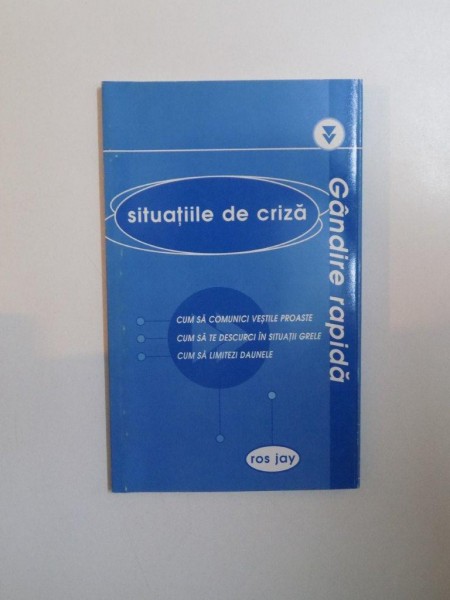 situațiile de criză
Gândire rapidă
CUM SĂ COMUNICI VEȘTILE PROASTE
CUM SĂ TE DESCURCI ÎN SITUAȚII GRELE
CUM SĂ LIMITEZI DAUNELE
ros jay